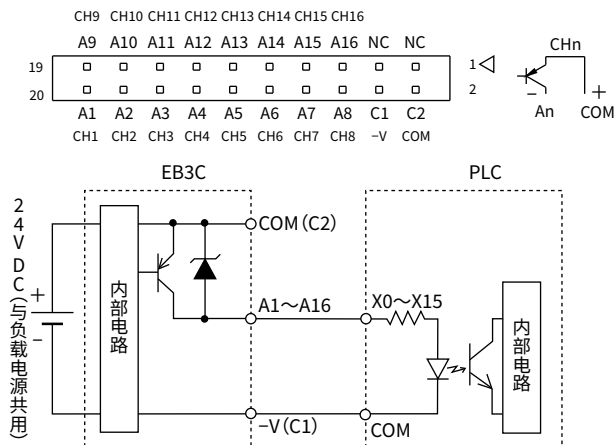 CH9 CH10 CH11 CH12 CH13 CH14 CH15 CH16
A9 A10 A11 A12 A13 A14 A15 A16 NC NC
19
1
20
2
A1 A2 A3 A4 A5 A6 A7 A8 C1 C2
CH1 CH2 CH3 CH4 CH5 CH6 CH7 CH8 −V COM
CHn
−
+
An
COM
EB3C
PLC
24V DC(与负载电源共用)
+
−
内部电路
COM(C2)
A1～A16
X0～X15
内部电路
−V(C1)
COM